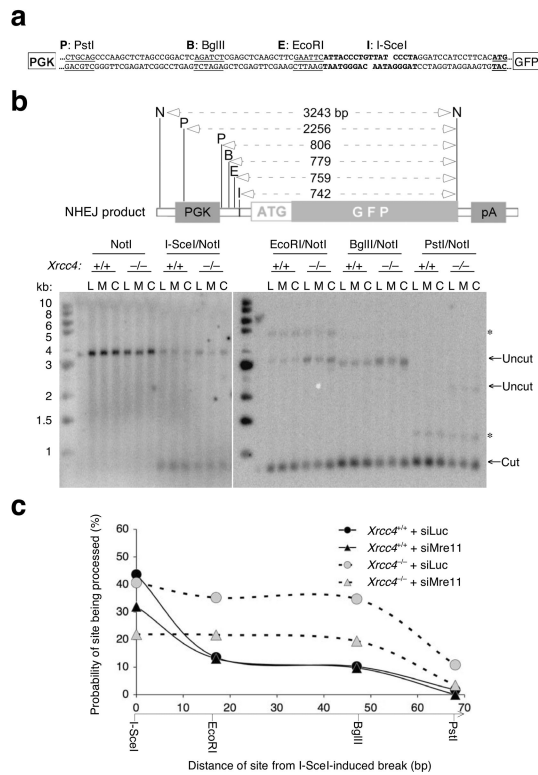 a
P: PstI B: BglII E: EcoRI I: I-SceI
PGK ...CTGCAGCCCAAGCTCTAGCCGGACTCAGATCTCGAGCTCAAGCTTCGAATTCATTACCCTGTTAT CCCTAGGATCCATCCTTCACATG... GFP
...GACGTCGGGTTCGAGATCGGCCTGAGTCTAGAGCTCGAGTTCGAAGCTTAAGTAATGGGAC AATAGGGATCCTAGGTAGGAAGTGTAC...
b
N 3243 bp N
P 2256
P 806
B 779
E 759
I 742
NHEJ product PGK ATG GFP pA
NotI I-SceI/NotI EcoRI/NotI BglII/NotI PstI/NotI
Xrcc4: +/+ –/– +/+ –/– +/+ –/– +/+ –/– +/+ –/–
kb: L M C L M C L M C L M C L M C L M C L M C L M C L M C L M C
10
8
6
5
4
3
2
1.5
1
*
Uncut
Uncut
*
Cut
c
Probability of site being processed (%)
60
50
40
30
20
10
0
Xrcc4+/+ + siLuc
Xrcc4+/+ + siMre11
Xrcc4−/− + siLuc
Xrcc4−/− + siMre11
0 10 20 30 40 50 60 70
I-SceI EcoRI BglII PstI
Distance of site from I-SceI-induced break (bp)